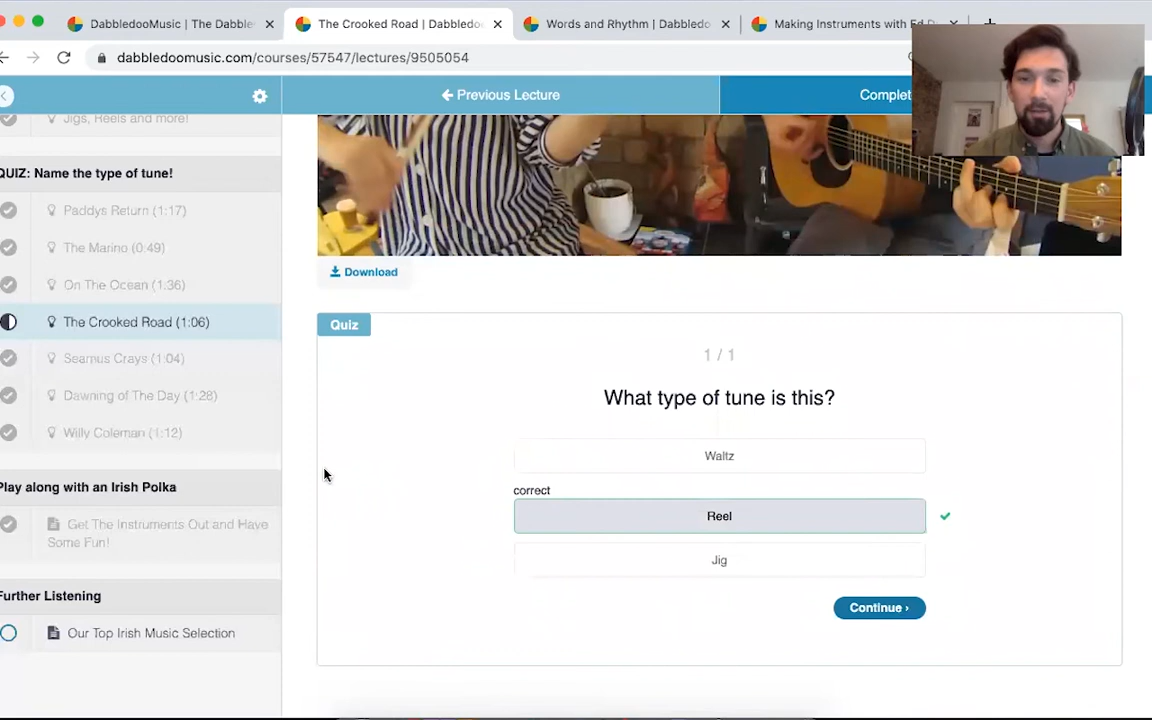 DabbledooMusic | The Dabble
The Crooked Road | Dabbledoo
Words and Rhythm | Dabbledo
Making Instruments with Ed D
dabbledoomusic.com/courses/57547/lectures/9505054
Previous Lecture
Complet
Jigs, Reels and more!
QUIZ: Name the type of tune!
Paddys Return (1:17)
The Marino (0:49)
On The Ocean (1:36)
The Crooked Road (1:06)
Seamus Crays (1:04)
Dawning of The Day (1:28)
Willy Coleman (1:12)
Play along with an Irish Polka
Get The Instruments Out and Have
Some Fun!
Further Listening
Our Top Irish Music Selection
Download
Quiz
1 / 1
What type of tune is this?
Waltz
correct
Reel
Jig
Continue ›